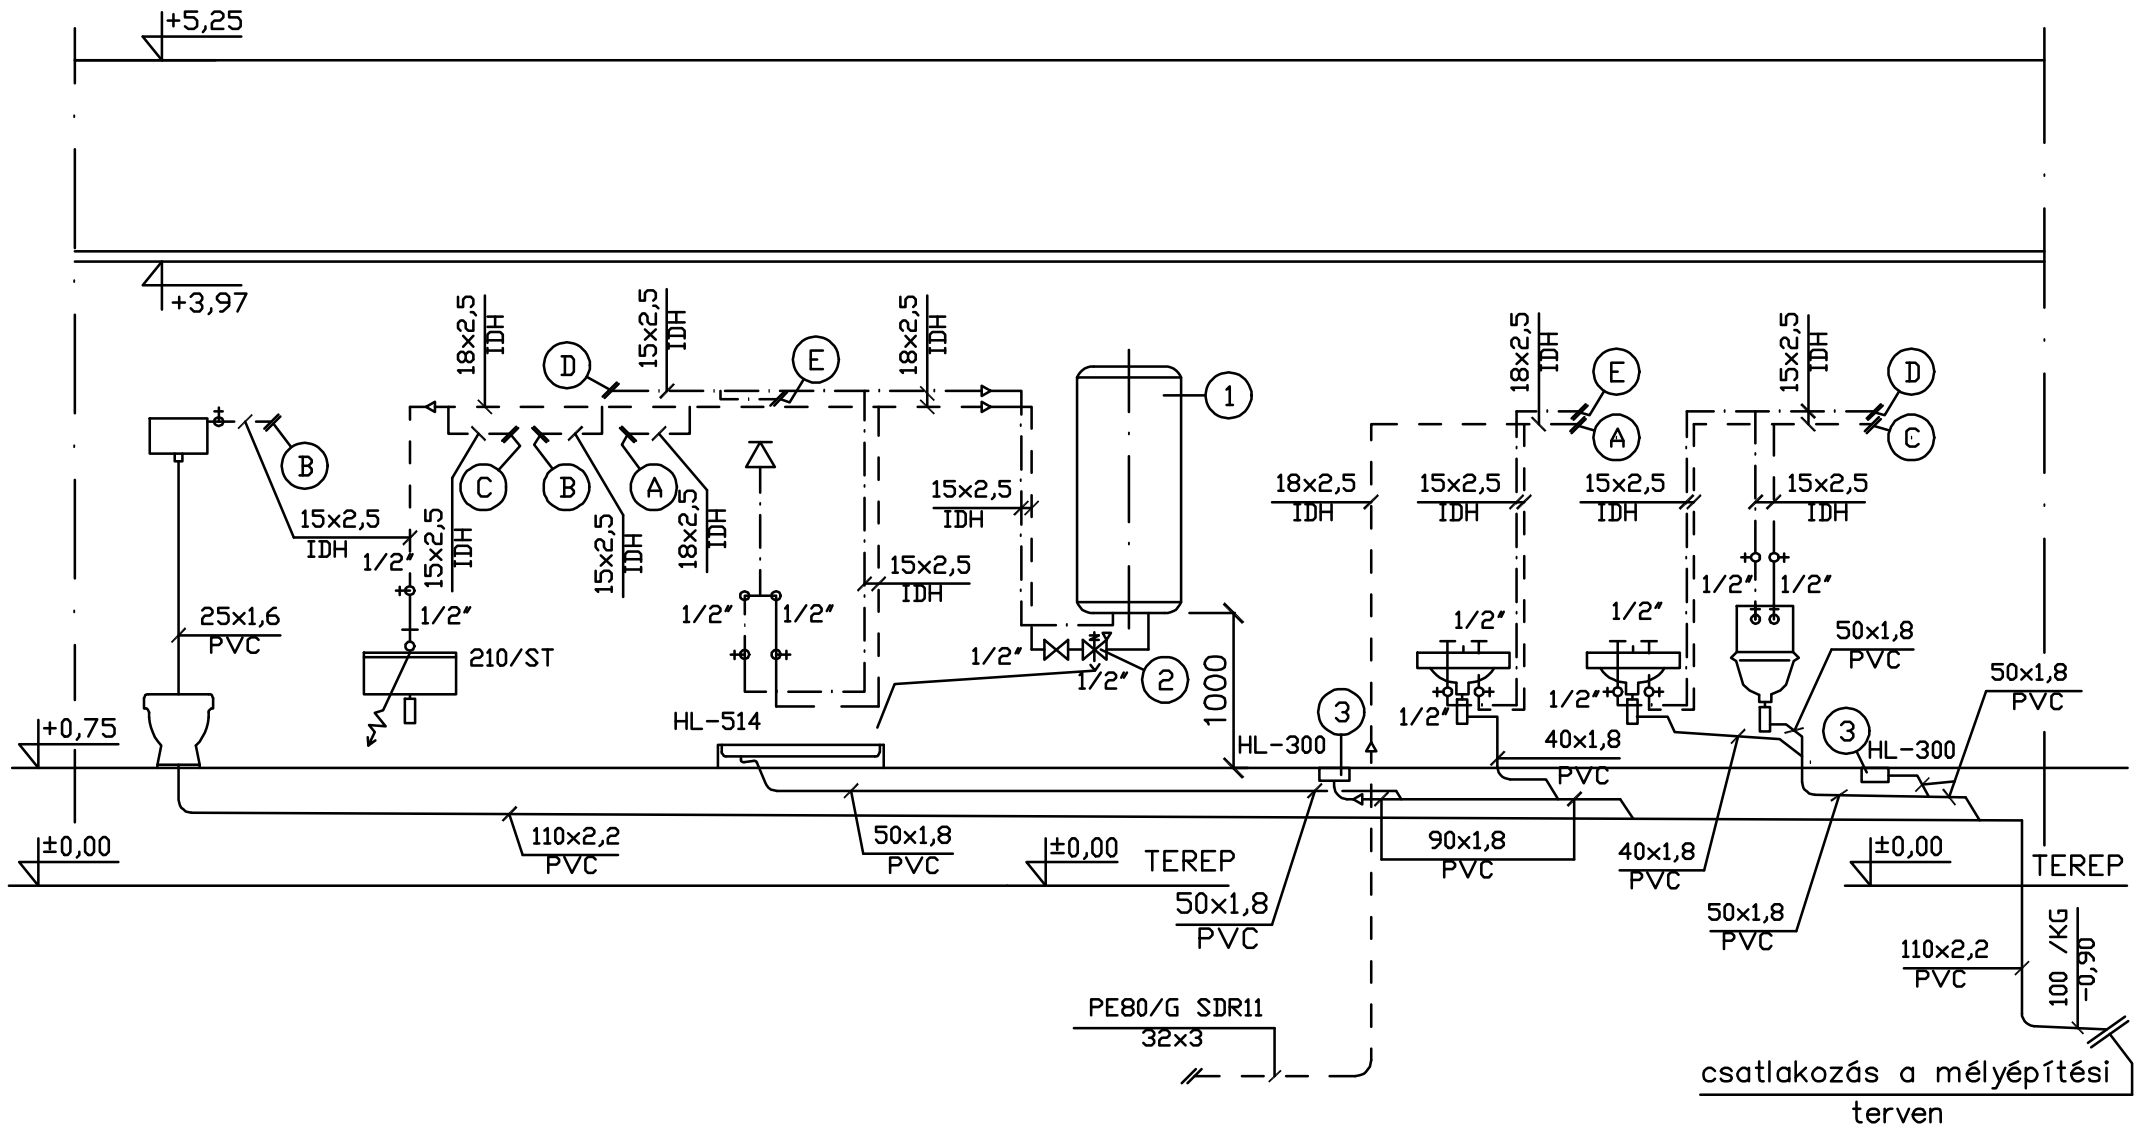 +5,25
+3,97
18x2,5
IDH
15x2,5
IDH
18x2,5
IDH
18x2,5
IDH
15x2,5
IDH
D
E
1
E
D
A
C
B
C
B
A
15x2,5
IDH
1/2"
15x2,5
IDH
15x2,5
IDH
18x2,5
IDH
15x2,5
IDH
15x2,5
IDH
18x2,5
IDH
15x2,5
IDH
15x2,5
IDH
15x2,5
IDH
25x1,6
PVC
1/2"
210/ST
1/2"
1/2"
1/2"
1/2"
2
1000
1/2"
1/2"
1/2"
1/2"
1/2"
1/2"
50x1,8
PVC
50x1,8
PVC
+0,75
HL-514
HL-300
3
40x1,8
PVC
3
HL-300
±0,00
110x2,2
PVC
50x1,8
PVC
±0,00
TEREP
90x1,8
PVC
40x1,8
PVC
±0,00
TEREP
50x1,8
PVC
50x1,8
PVC
110x2,2
PVC
100 /KG
-0,90
PE80/G SDR11
32x3
csatlakozás a mélyépítési
terven